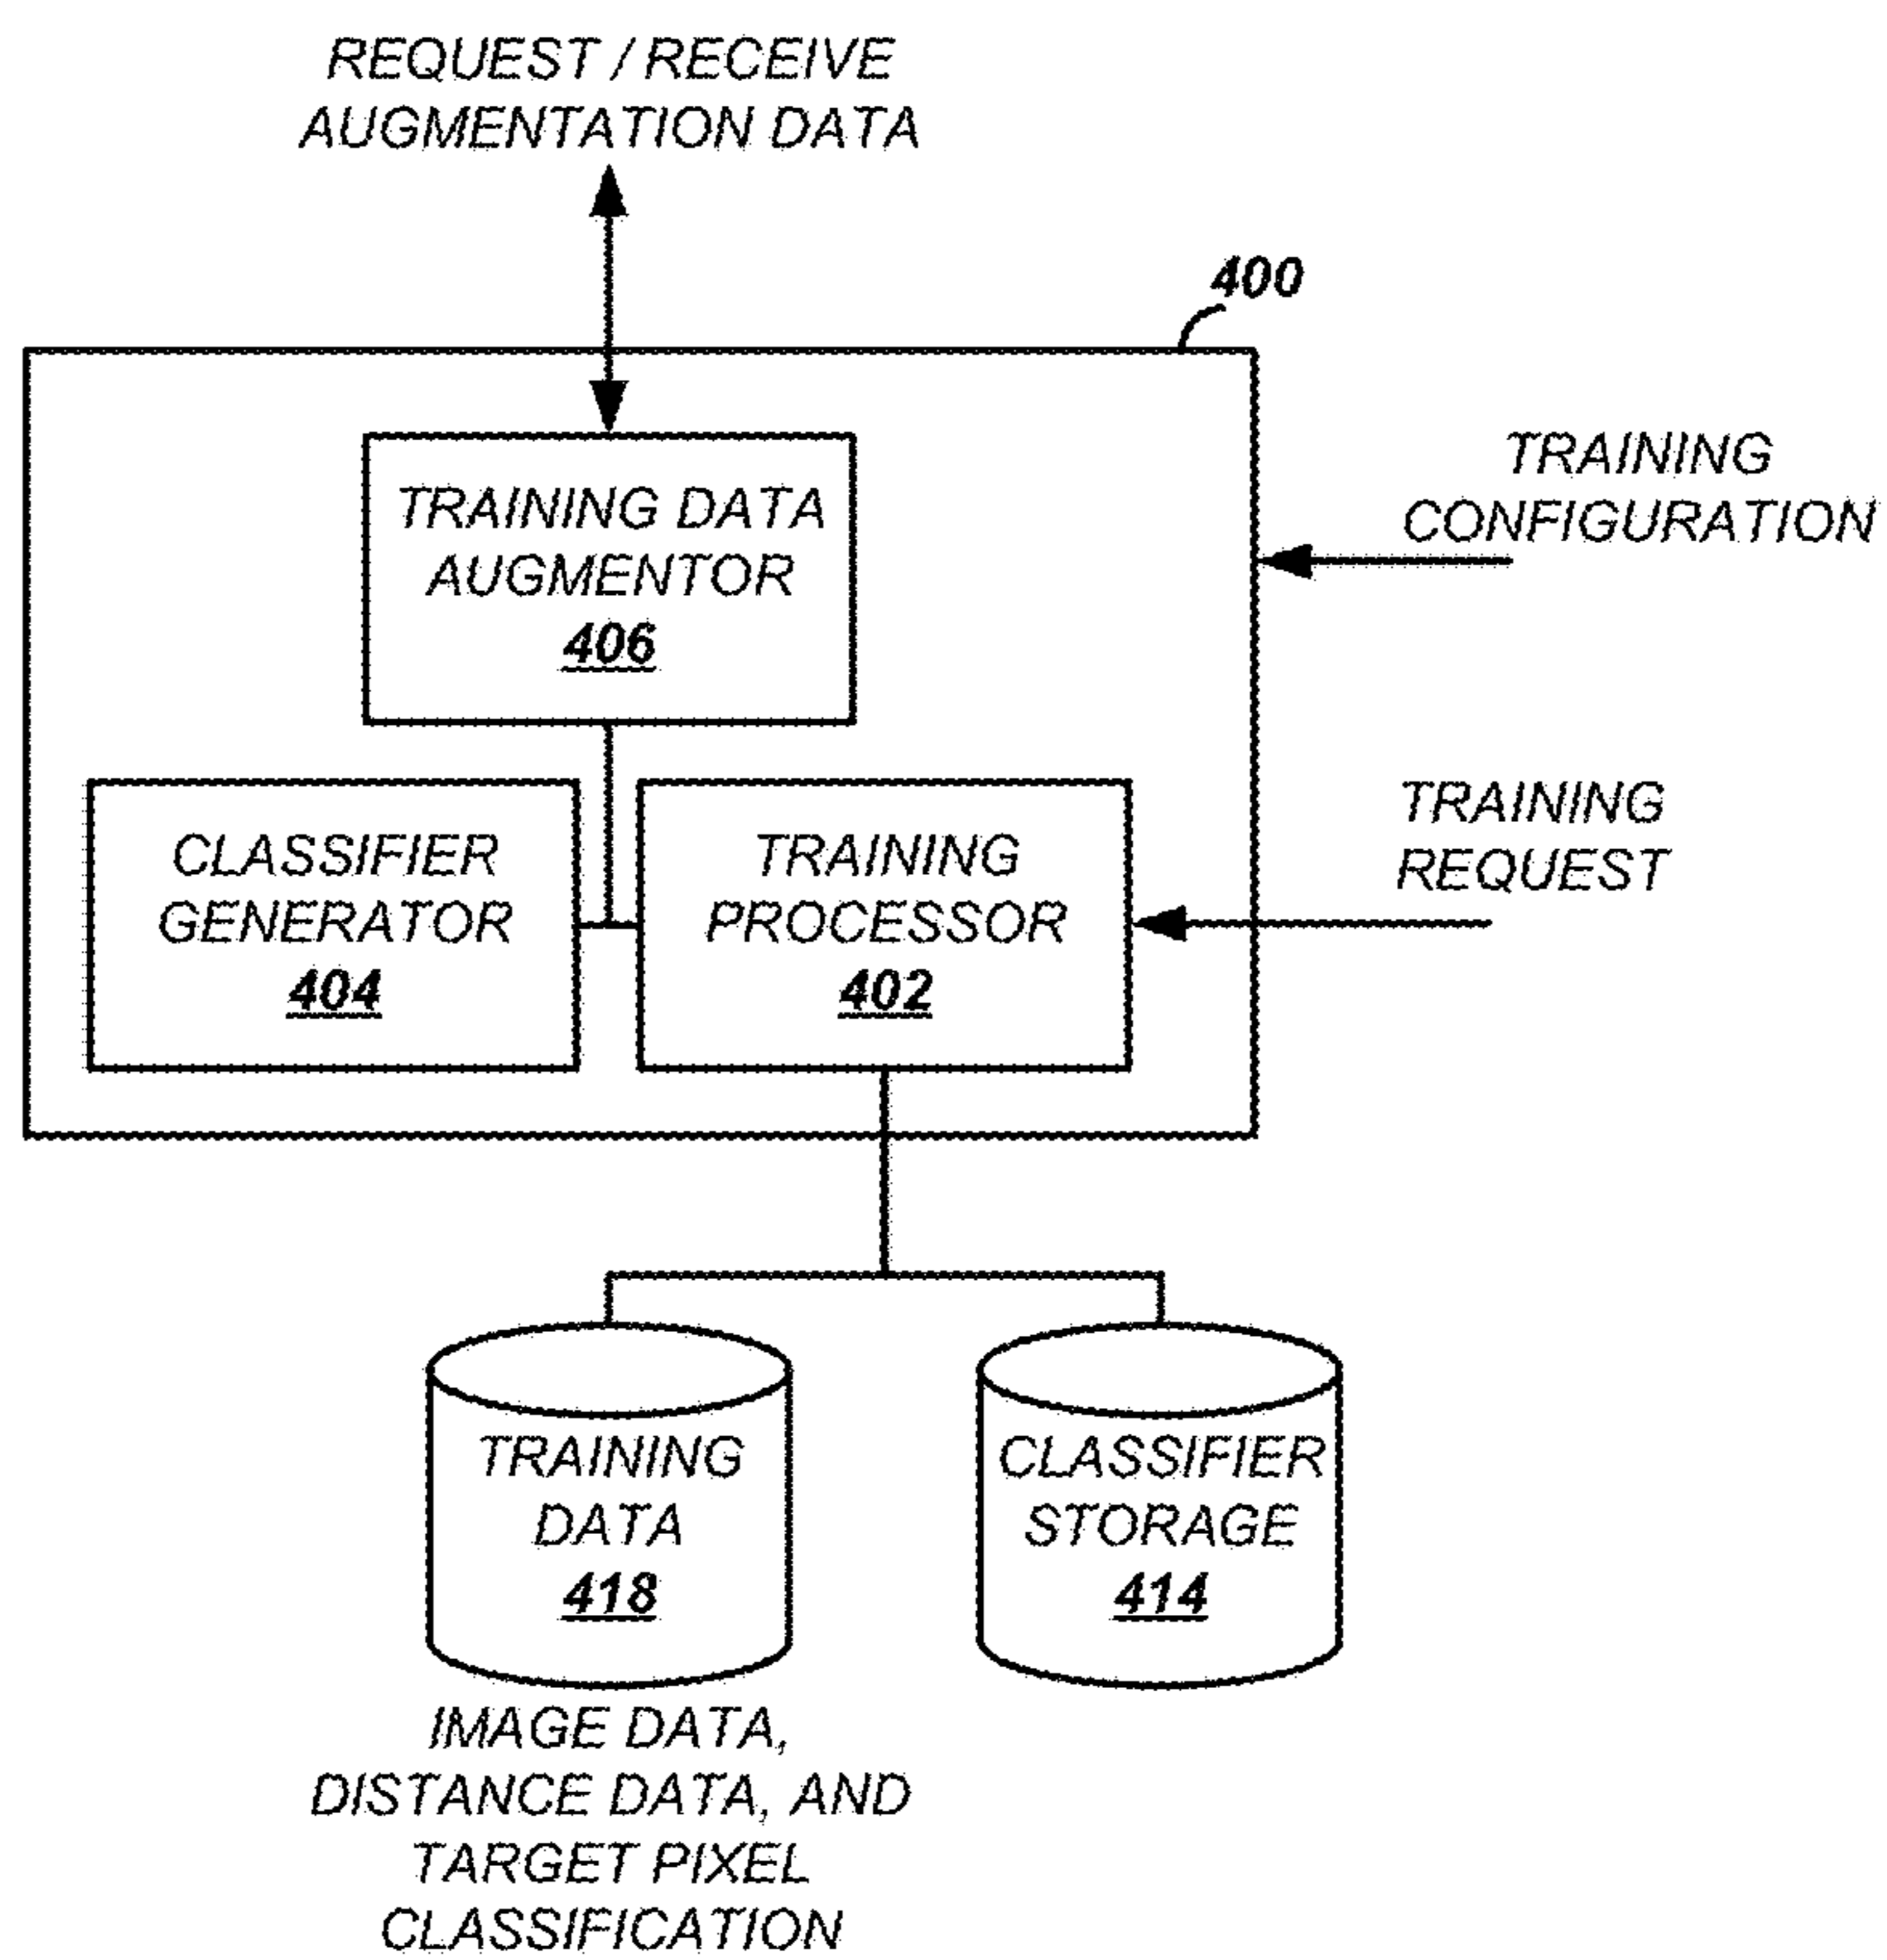 REQUEST / RECEIVE
AUGMENTATION DATA
400
TRAINING DATA
AUGMENTOR
406
TRAINING
CONFIGURATION
CLASSIFIER
GENERATOR
404
TRAINING
PROCESSOR
402
TRAINING
REQUEST
TRAINING
DATA
418
CLASSIFIER
STORAGE
414
IMAGE DATA,
DISTANCE DATA, AND
TARGET PIXEL
CLASSIFICATION